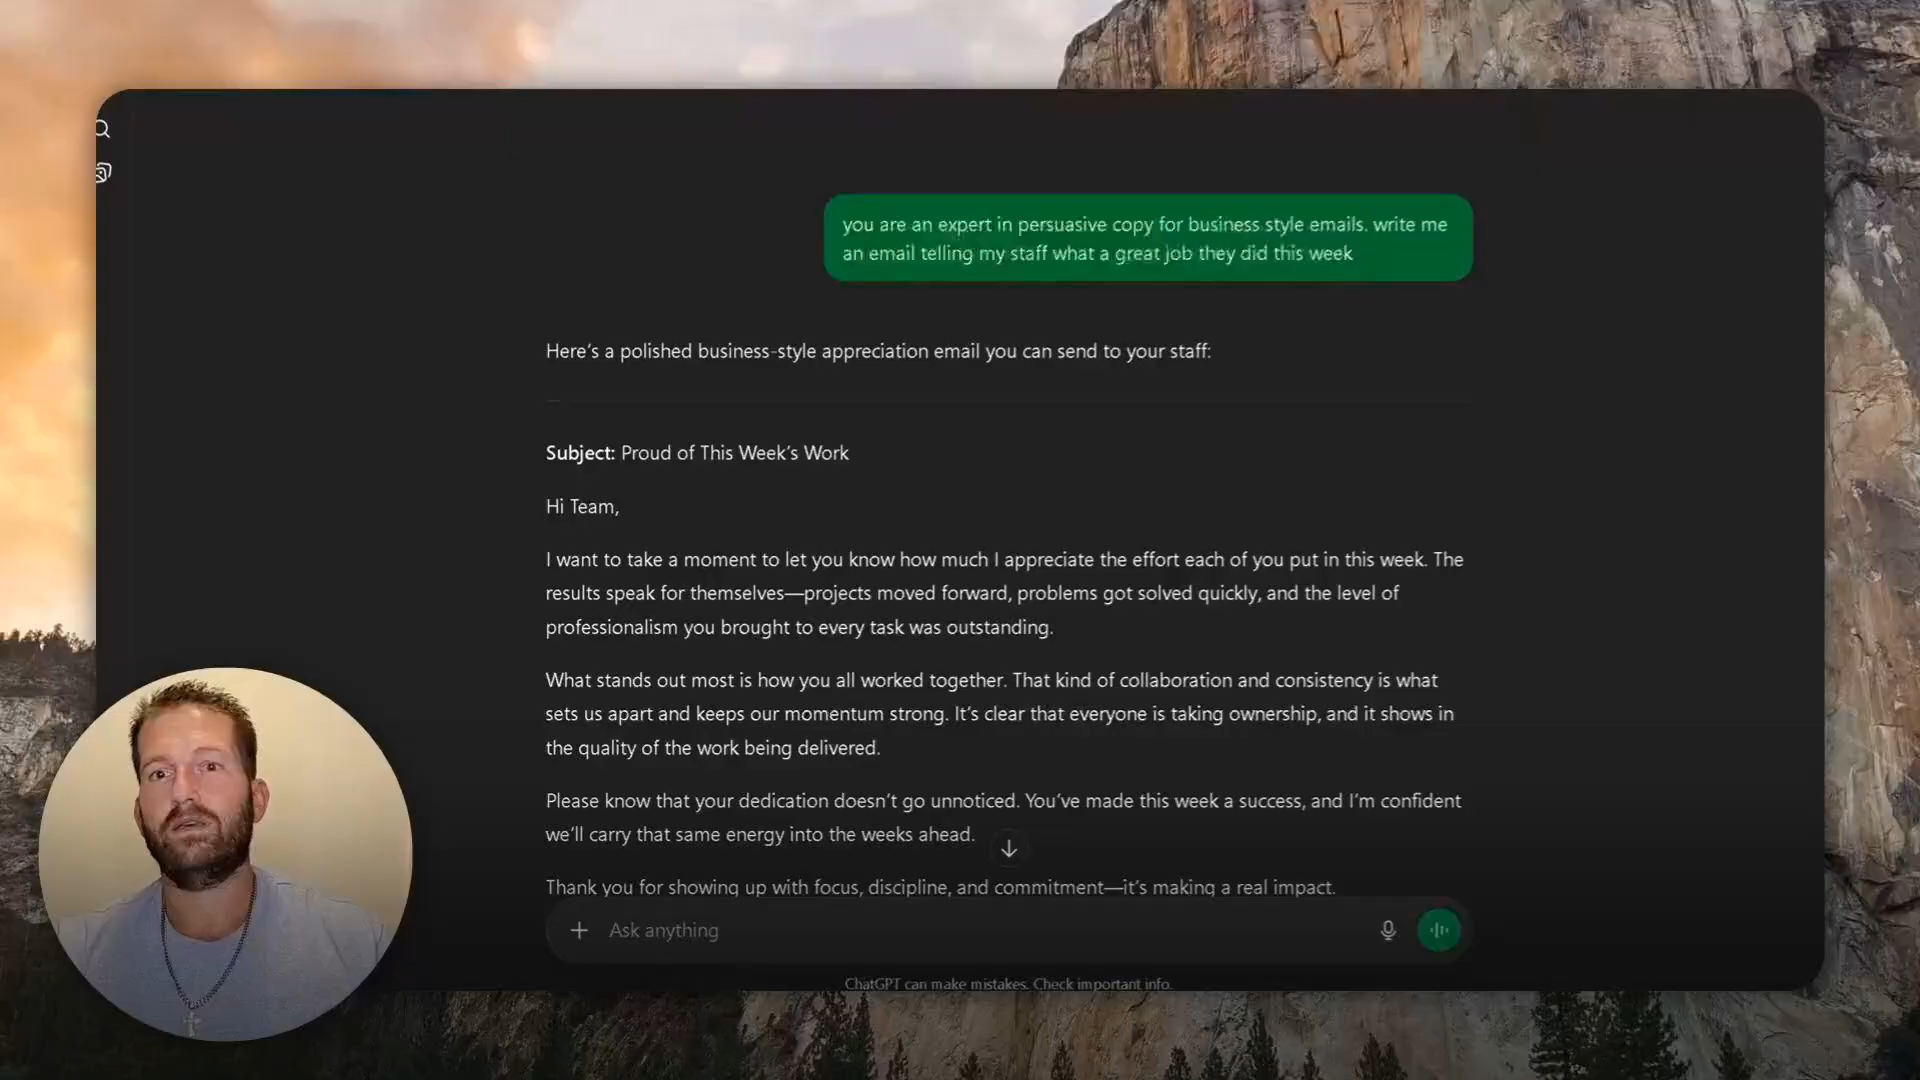 you are an expert in persuasive copy for business style emails. write me
an email telling my staff what a great job they did this week
Here's a polished business-style appreciation email you can send to your staff:
Subject: Proud of This Week's Work
Hi Team,
I want to take a moment to let you know how much I appreciate the effort each of you put in this week. The
results speak for themselves—projects moved forward, problems got solved quickly, and the level of
professionalism you brought to every task was outstanding.
What stands out most is how you all worked together. That kind of collaboration and consistency is what
sets us apart and keeps our momentum strong. It's clear that everyone is taking ownership, and it shows in
the quality of the work being delivered.
Please know that your dedication doesn't go unnoticed. You've made this week a success, and I'm confident
we'll carry that same energy into the weeks ahead.
Thank you for showing up with focus, discipline, and commitment—it's making a real impact.
Ask anything
ChatGPT can make mistakes. Check important info.